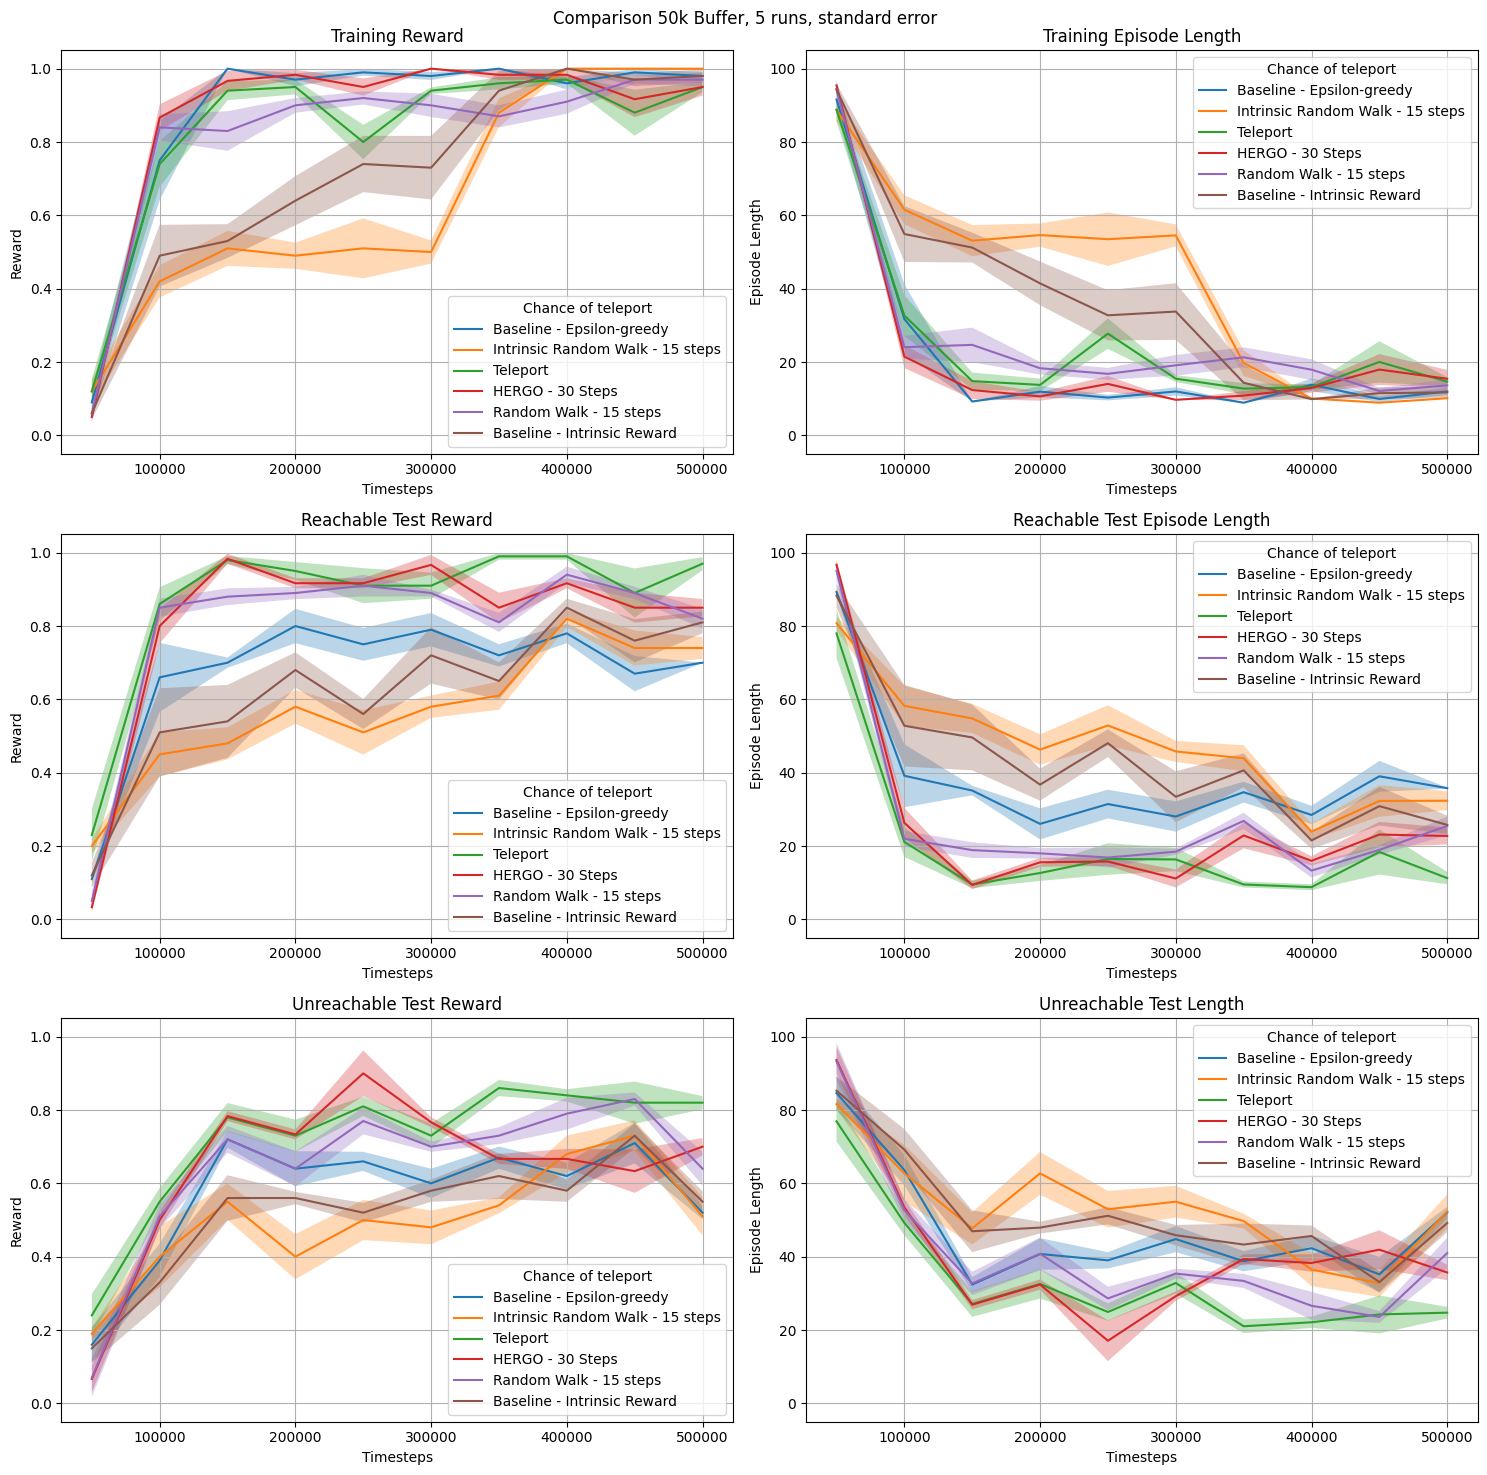 Comparison 50k Buffer, 5 runs, standard error
Training Reward
1.0
0.8
0.6
0.4
0.2
0.0
Reward
100000 200000 300000 400000 500000
Timesteps
Chance of teleport
Baseline - Epsilon-greedy
Intrinsic Random Walk - 15 steps
Teleport
HERGO - 30 Steps
Random Walk - 15 steps
Baseline - Intrinsic Reward
Training Episode Length
100
80
60
40
20
0
Episode Length
100000 200000 300000 400000 500000
Timesteps
Chance of teleport
Baseline - Epsilon-greedy
Intrinsic Random Walk - 15 steps
Teleport
HERGO - 30 Steps
Random Walk - 15 steps
Baseline - Intrinsic Reward
Reachable Test Reward
1.0
0.8
0.6
0.4
0.2
0.0
Reward
100000 200000 300000 400000 500000
Timesteps
Chance of teleport
Baseline - Epsilon-greedy
Intrinsic Random Walk - 15 steps
Teleport
HERGO - 30 Steps
Random Walk - 15 steps
Baseline - Intrinsic Reward
Reachable Test Episode Length
100
80
60
40
20
0
Episode Length
100000 200000 300000 400000 500000
Timesteps
Chance of teleport
Baseline - Epsilon-greedy
Intrinsic Random Walk - 15 steps
Teleport
HERGO - 30 Steps
Random Walk - 15 steps
Baseline - Intrinsic Reward
Unreachable Test Reward
1.0
0.8
0.6
0.4
0.2
0.0
Reward
100000 200000 300000 400000 500000
Timesteps
Chance of teleport
Baseline - Epsilon-greedy
Intrinsic Random Walk - 15 steps
Teleport
HERGO - 30 Steps
Random Walk - 15 steps
Baseline - Intrinsic Reward
Unreachable Test Length
100
80
60
40
20
0
Episode Length
100000 200000 300000 400000 500000
Timesteps
Chance of teleport
Baseline - Epsilon-greedy
Intrinsic Random Walk - 15 steps
Teleport
HERGO - 30 Steps
Random Walk - 15 steps
Baseline - Intrinsic Reward